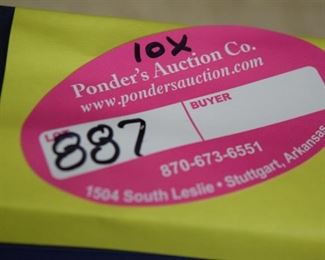 10X
Ponder's Auction Co.
www.pondersauction.com
LOT BUYER
887
870-673-6551
1504 South Leslie • Stuttgart, Arkansas